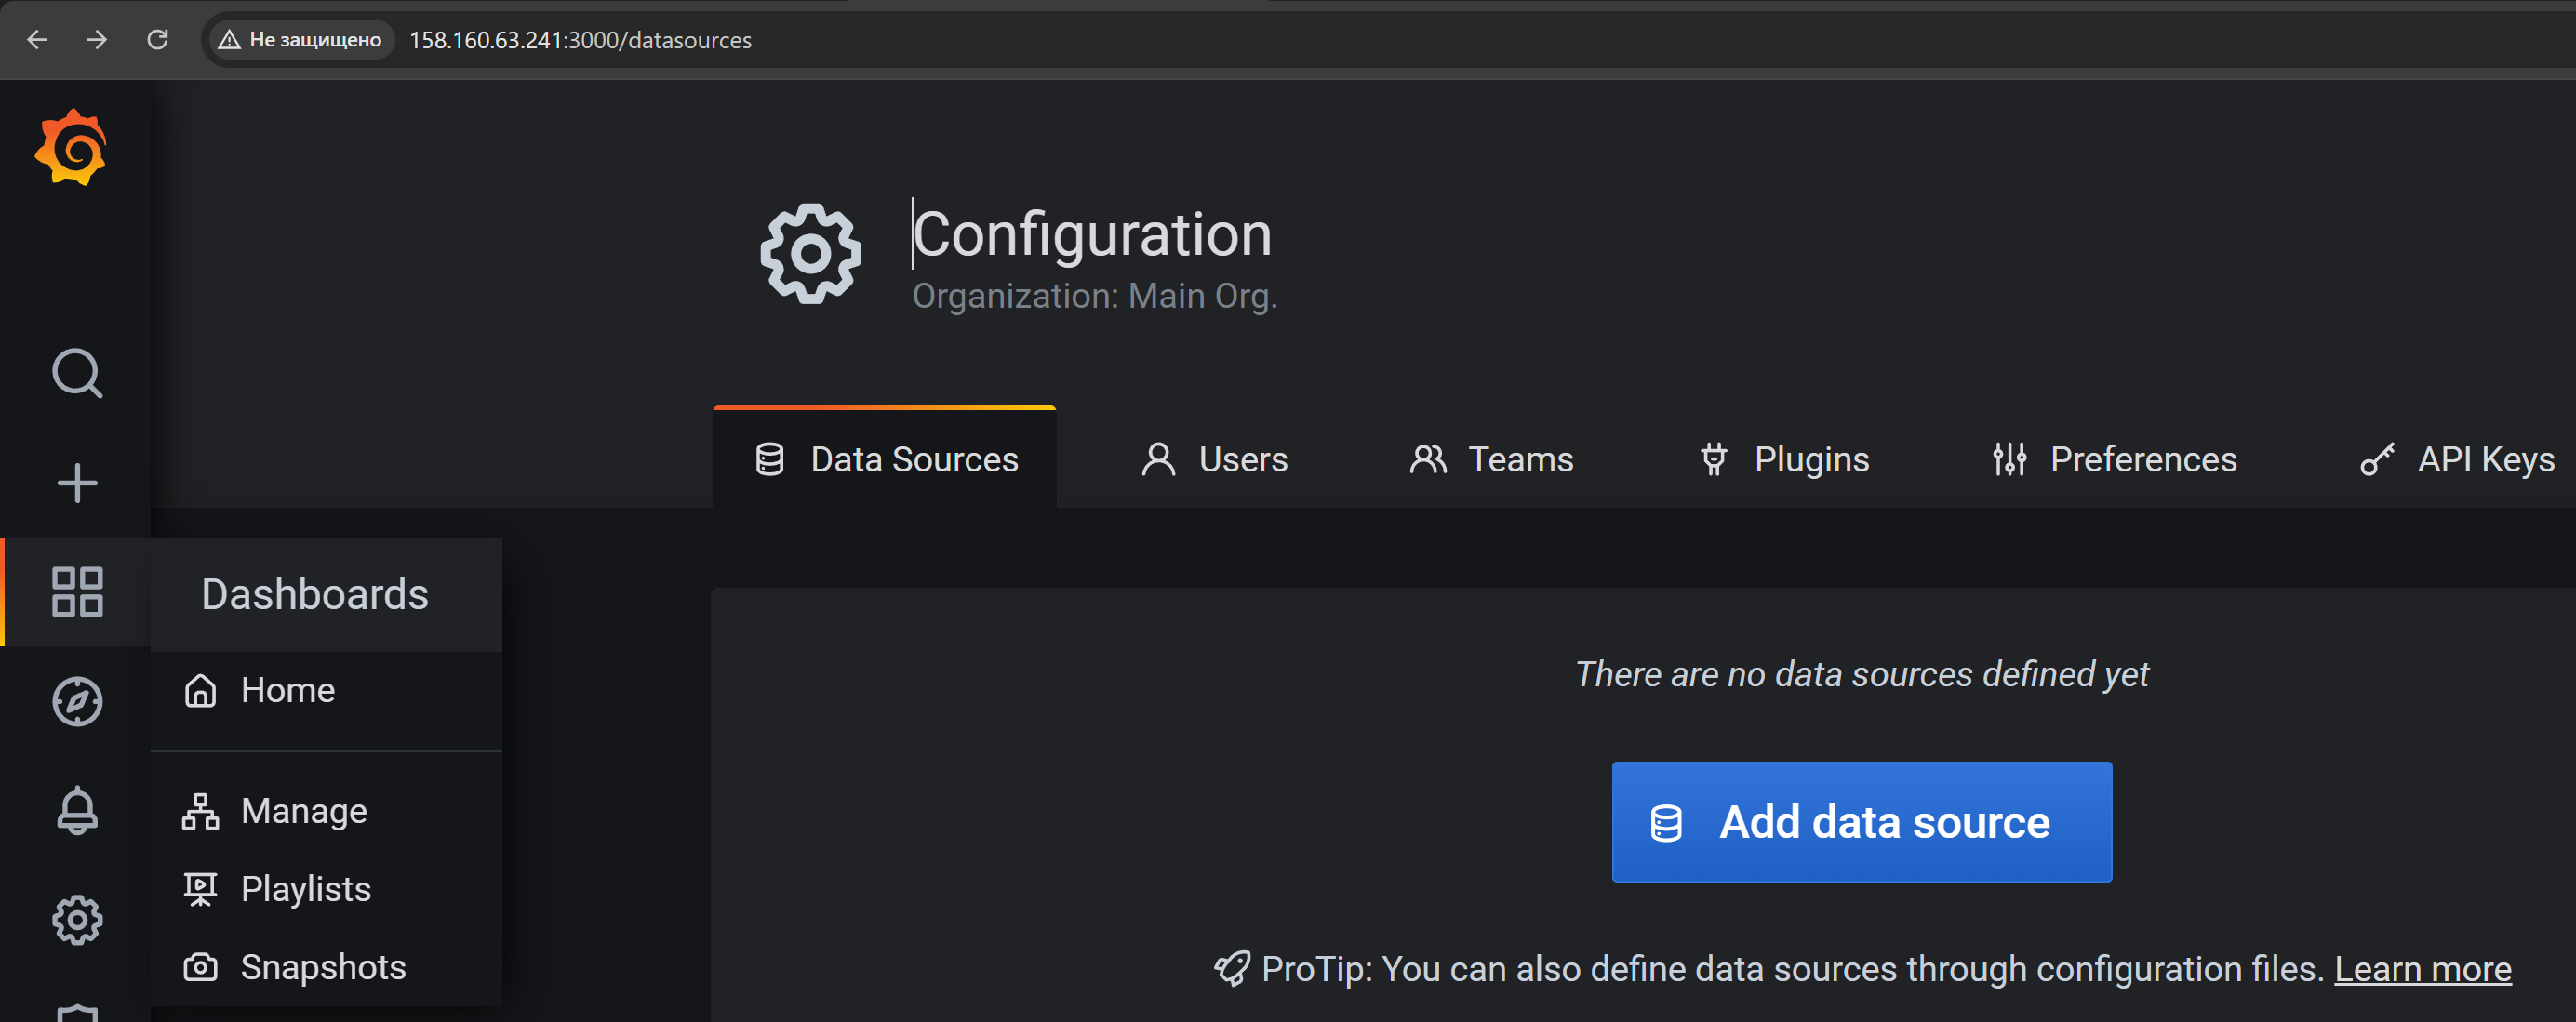 Не защищено 158.160.63.241:3000/datasources
Configuration
Organization: Main Org.
Data Sources Users Teams Plugins Preferences API Keys
Dashboards
Home
Manage
Playlists
Snapshots
There are no data sources defined yet
Add data source
ProTip: You can also define data sources through configuration files. Learn more